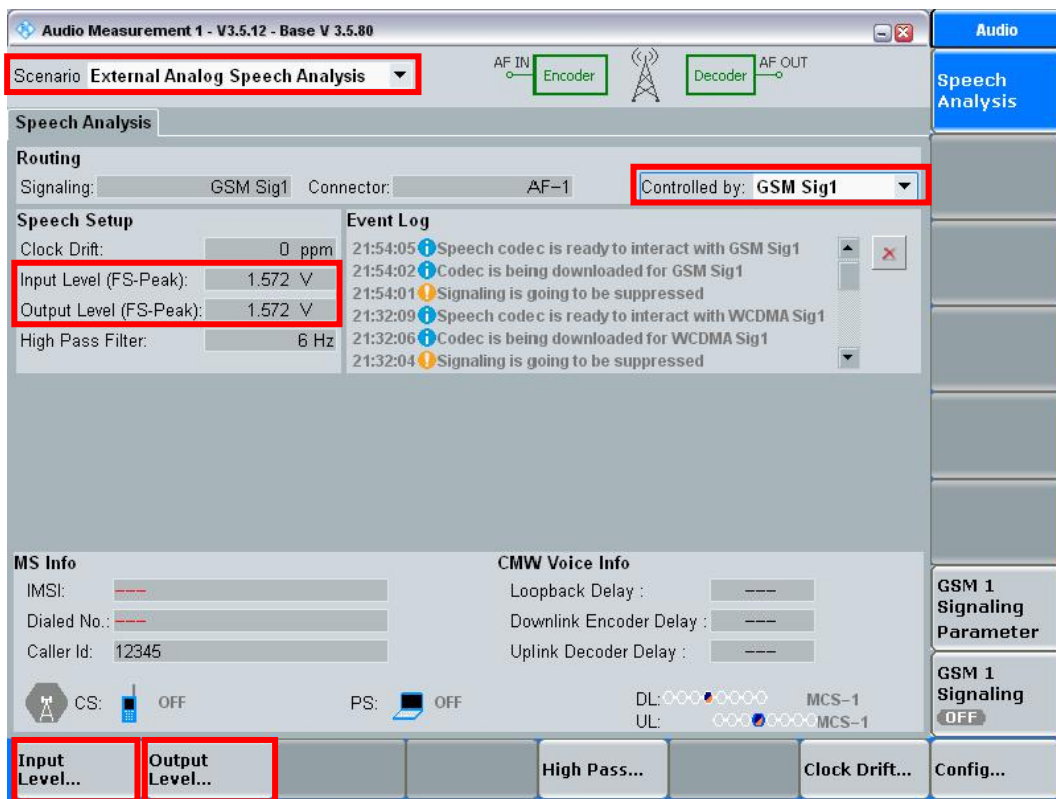 Audio Measurement 1 - V3.5.12 - Base V 3.5.80
Audio
Scenario External Analog Speech Analysis
AF IN Encoder Decoder AF OUT
Speech
Analysis
Speech Analysis
Routing
Signaling: GSM Sig1 Connector: AF-1 Controlled by: GSM Sig1
Speech Setup
Clock Drift: 0 ppm
Input Level (FS-Peak): 1.572 V
Output Level (FS-Peak): 1.572 V
High Pass Filter: 6 Hz
Event Log
21:54:05 Speech codec is ready to interact with GSM Sig1
21:54:02 Codec is being downloaded for GSM Sig1
21:54:01 Signaling is going to be suppressed
21:32:09 Speech codec is ready to interact with WCDMA Sig1
21:32:06 Codec is being downloaded for WCDMA Sig1
21:32:04 Signaling is going to be suppressed
MS Info
IMSI: ---
Dialed No.: ---
Caller Id: 12345
CMW Voice Info
Loopback Delay : ---
Downlink Encoder Delay : ---
Uplink Decoder Delay : ---
CS: OFF
PS: OFF
DL: MCS-1
UL: MCS-1
GSM 1
Signaling
Parameter
GSM 1
Signaling
OFF
Input
Level...
Output
Level...
High Pass...
Clock Drift...
Config...